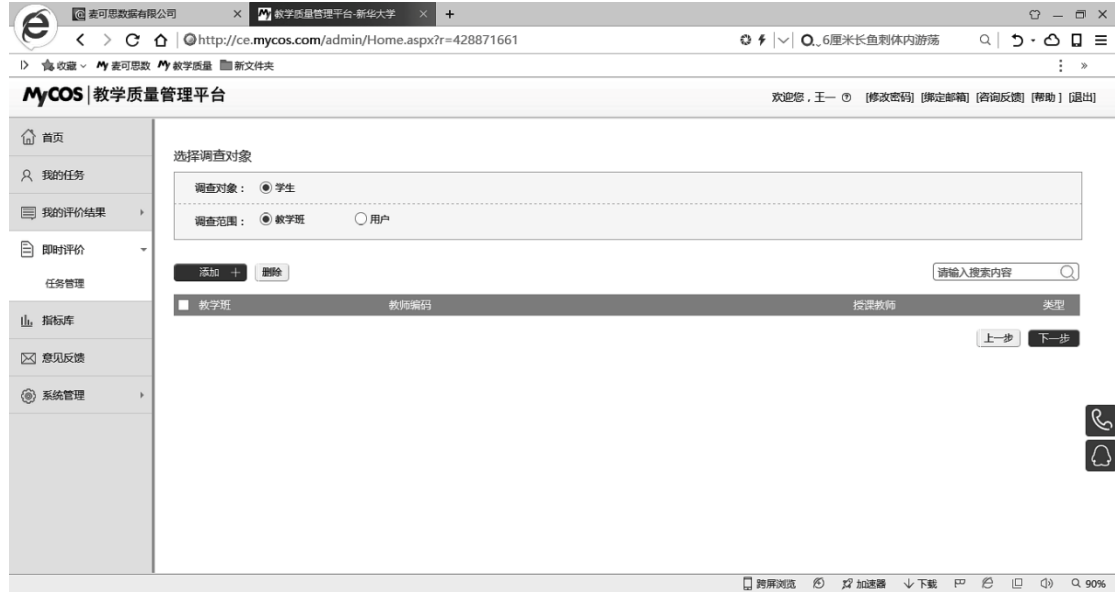 麦可思数据有限公司 教学质量管理平台-新华大学
http://ce.mycos.com/admin/Home.aspx?r=428871661 6厘米长鱼刺体内游荡
收藏 麦可思数 教学质量 新文件夹
MyCOS 教学质量管理平台 欢迎您，王一 [修改密码] [绑定邮箱] [咨询反馈] [帮助] [退出]
首页
我的任务
我的评价结果
即时评价
任务管理
指标库
意见反馈
系统管理
选择调查对象
调查对象： 学生
调查范围： 教学班 用户
添加 + 删除 请输入搜索内容
教学班 教师编码 授课教师 类型
上一步 下一步
跨屏浏览 加速器 下载 90%